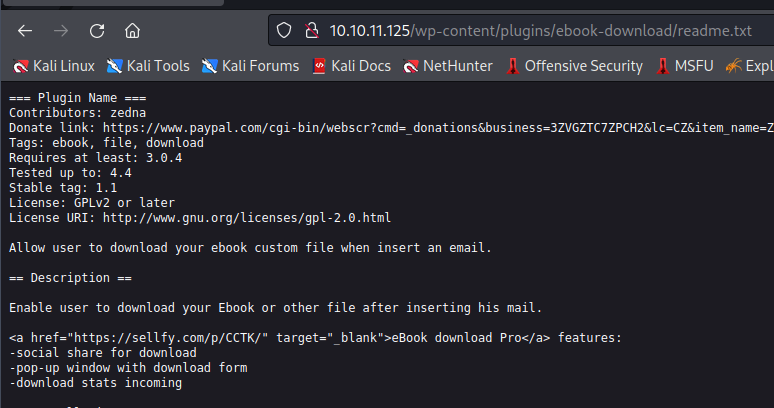 10.10.11.125/wp-content/plugins/ebook-download/readme.txt
Kali Linux Kali Tools Kali Forums Kali Docs NetHunter Offensive Security MSFU Expl
=== Plugin Name ===
Contributors: zedna
Donate link: https://www.paypal.com/cgi-bin/webscr?cmd=_donations&business=3ZVGZTC7ZPCH2&lc=CZ&item_name=Z
Tags: ebook, file, download
Requires at least: 3.0.4
Tested up to: 4.4
Stable tag: 1.1
License: GPLv2 or later
License URI: http://www.gnu.org/licenses/gpl-2.0.html
Allow user to download your ebook custom file when insert an email.
== Description ==
Enable user to download your Ebook or other file after inserting his mail.
<a href="https://sellfy.com/p/CCTK/" target="_blank">eBook download Pro</a> features:
-social share for download
-pop-up window with download form
-download stats incoming